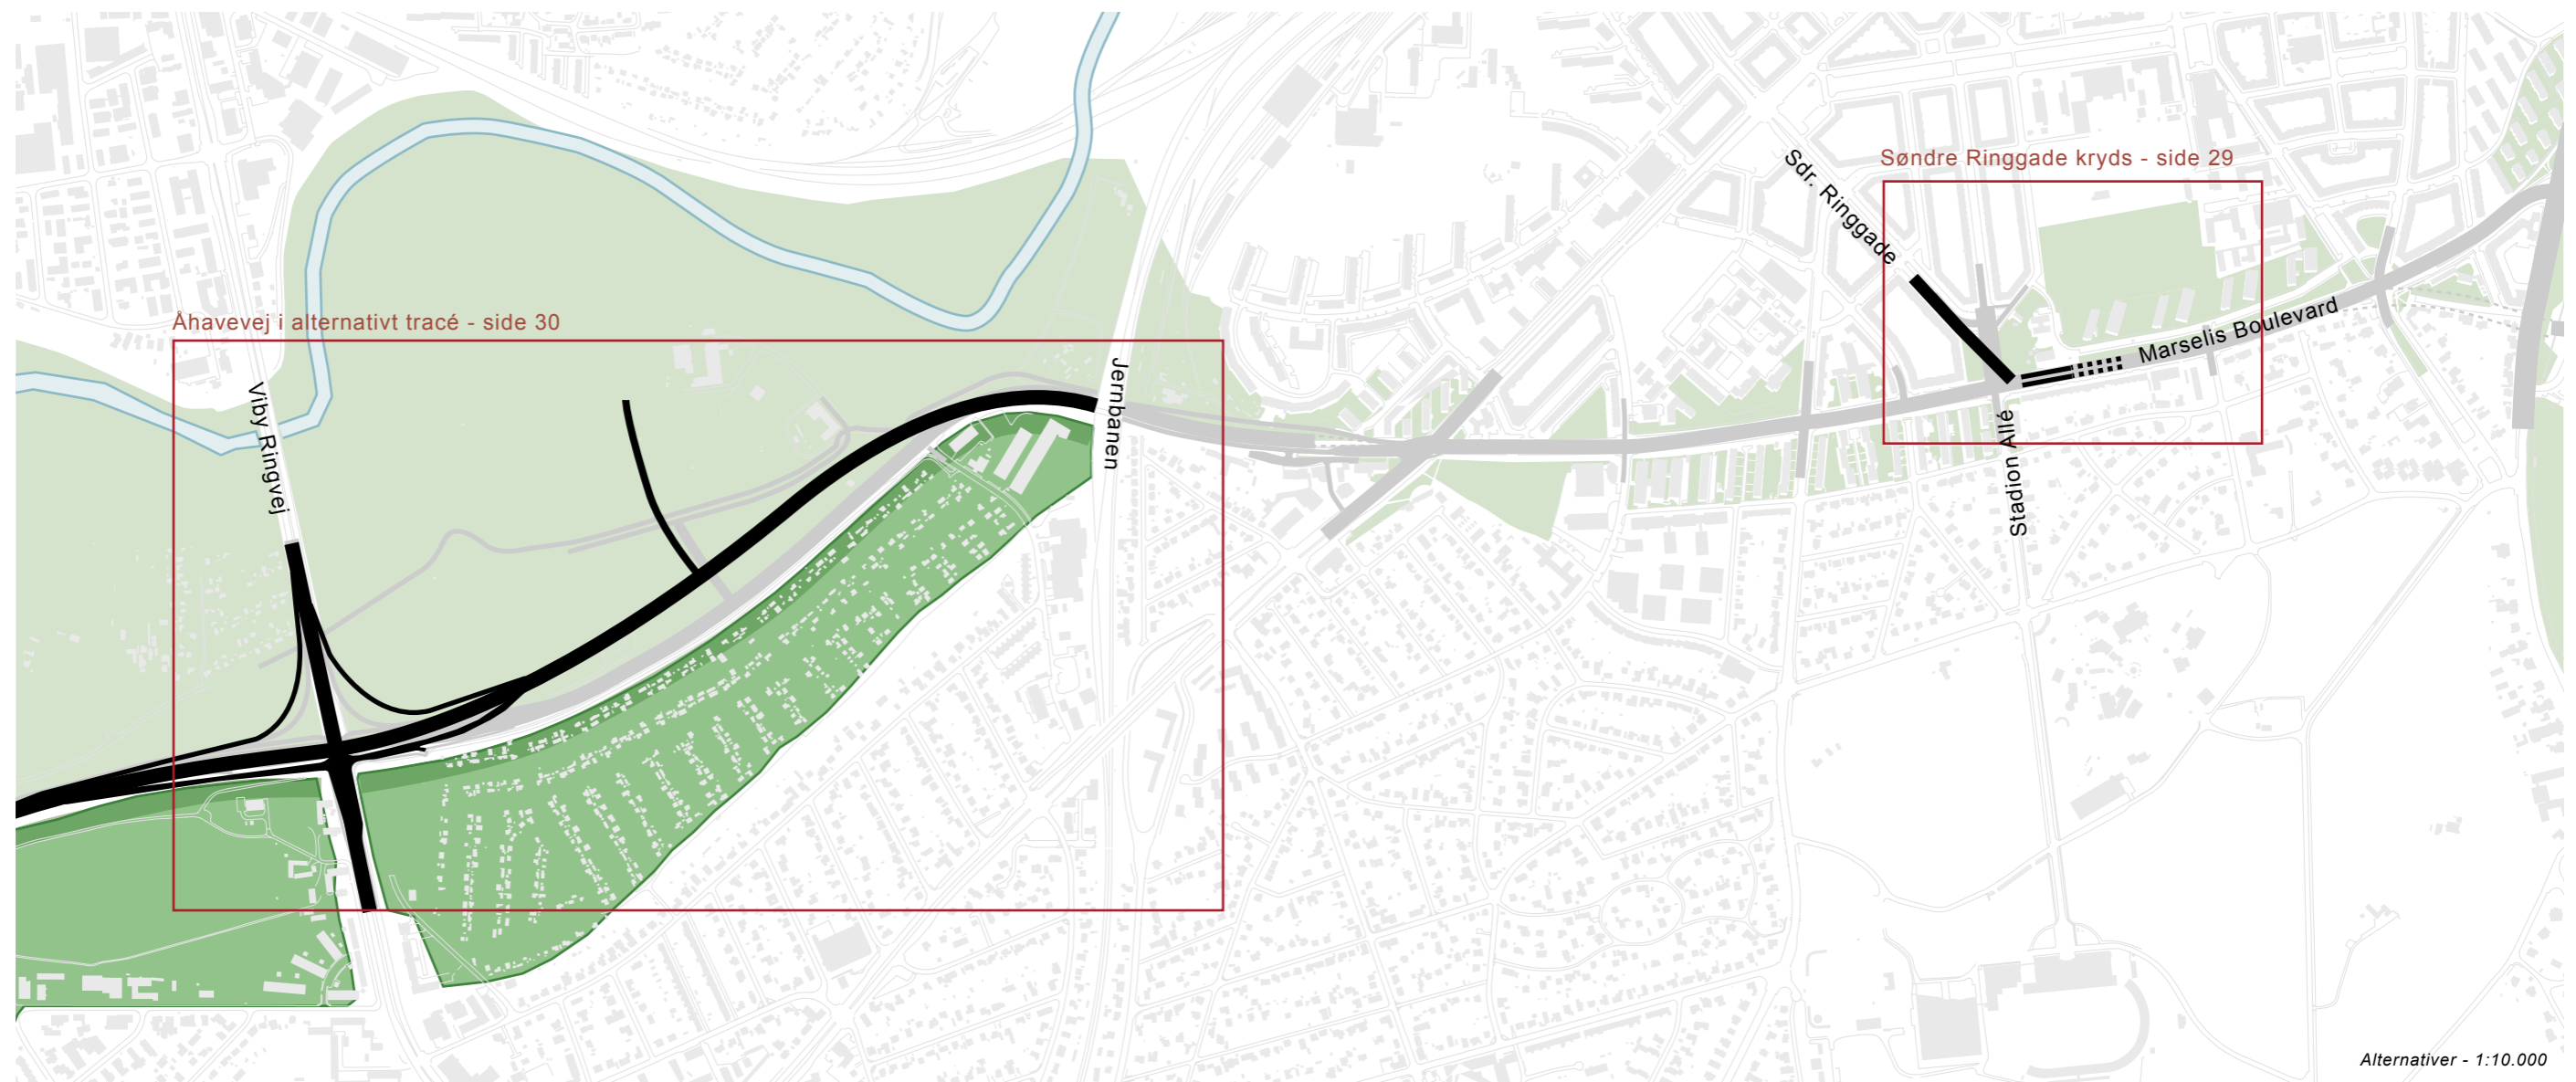 Søndre Ringgade kryds - side 29
Sdr. Ringgade
Åhavevej i alternativt tracé - side 30
Marselis Boulevard
Viby Ringvej
Jernbanen
Stadion Allé
Alternativer - 1:10.000